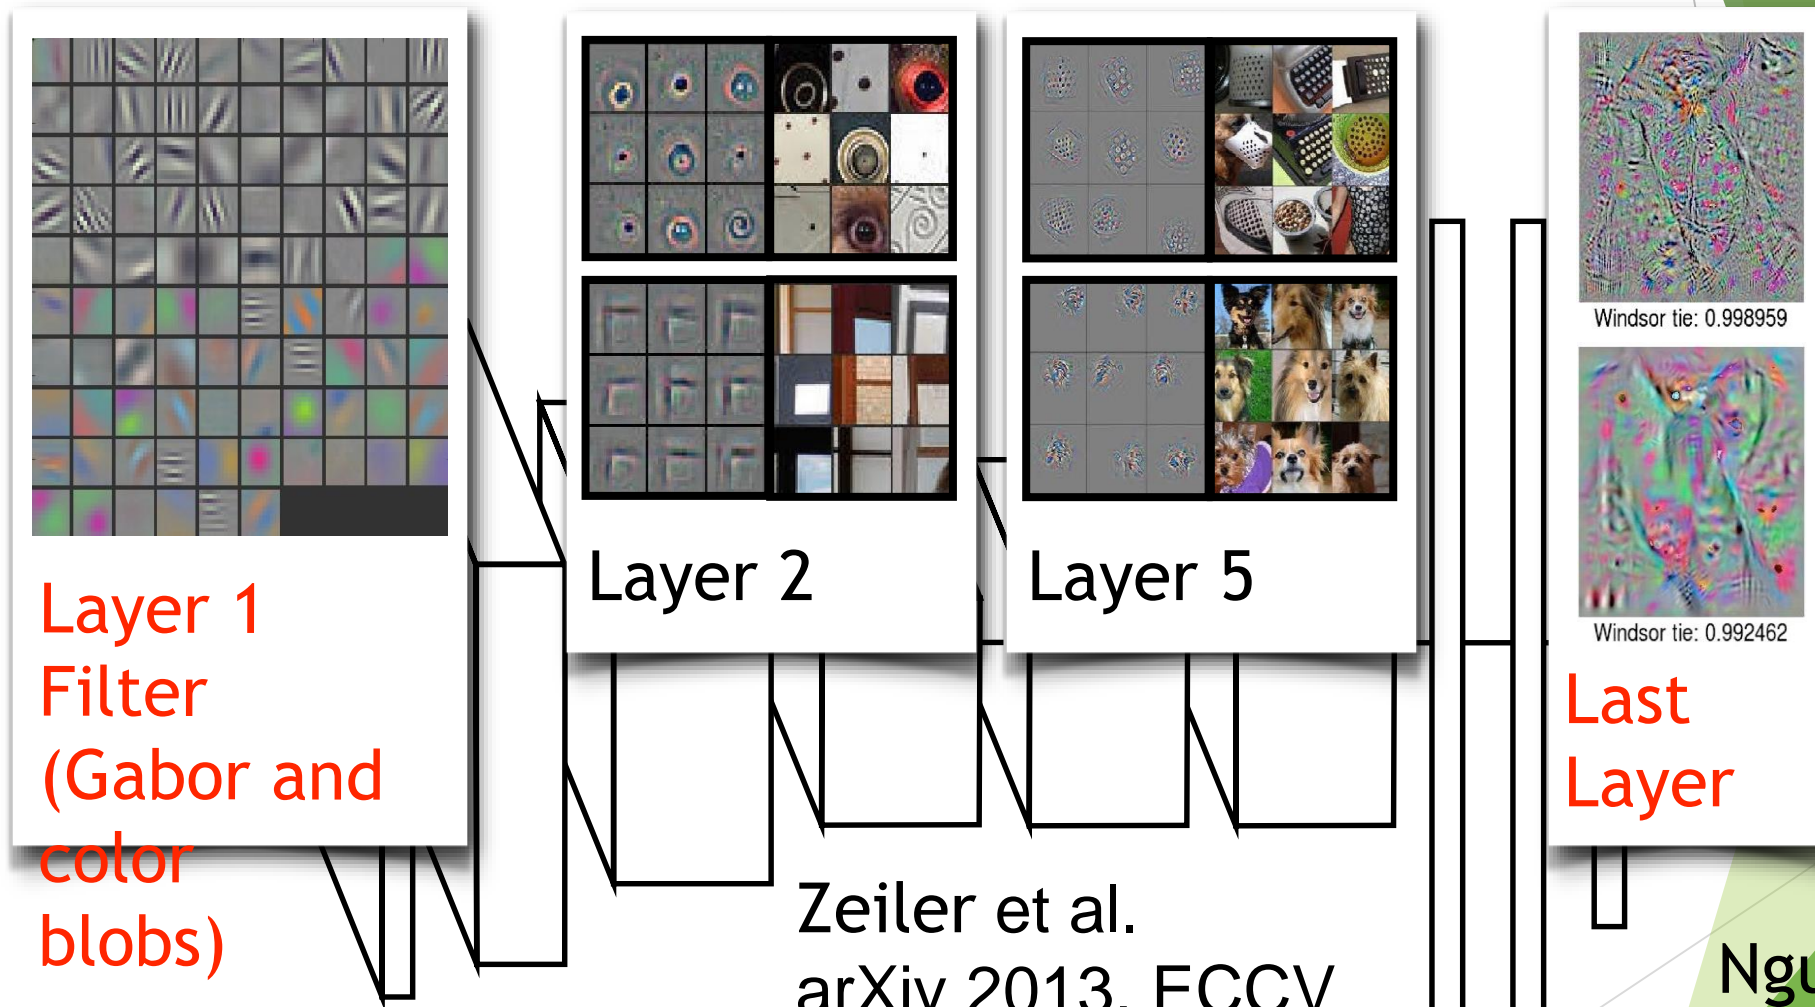 Layer 1
Filter
(Gabor and
color
blobs)
Layer 2
Layer 5
Windsor tie: 0.998959
Windsor tie: 0.992462
Last
Layer
Zeiler et al.
arXiv 2013, ECCV